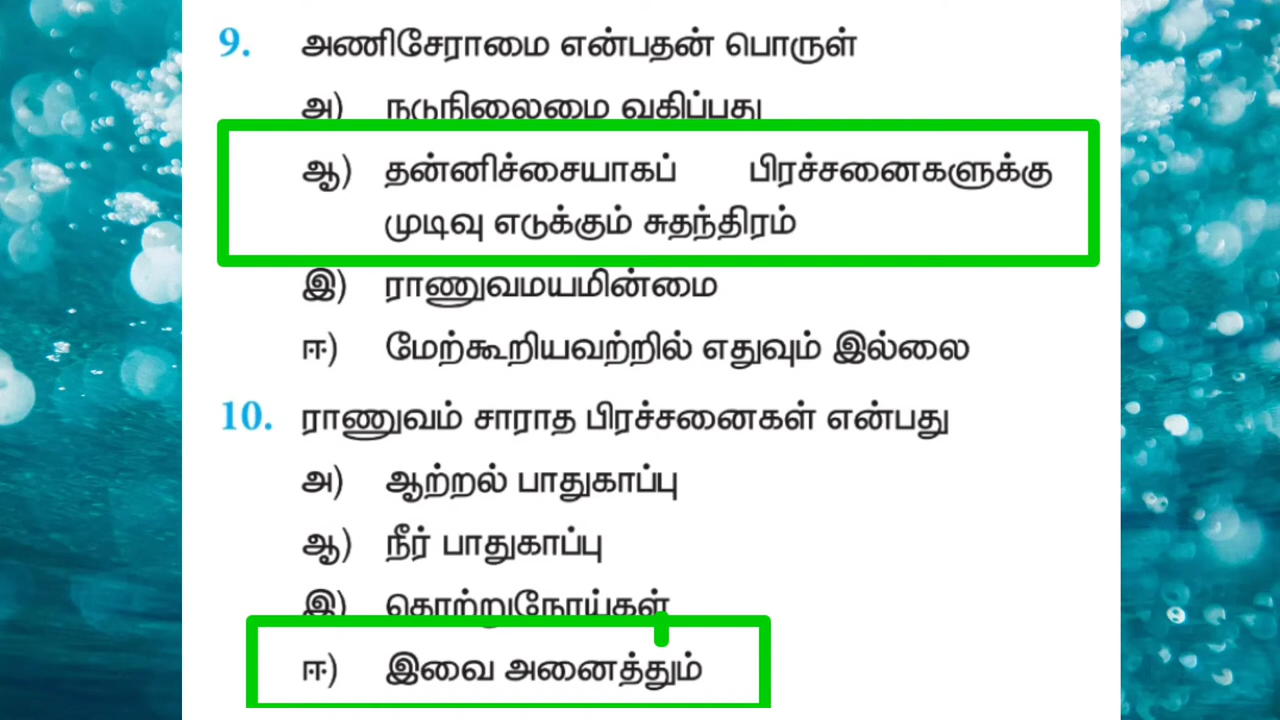 9. அணிசேராமை என்பதன் பொருள்
அ) நடுநிலைமை வகிப்பது
ஆ) தன்னிச்சையாகப் பிரச்சனைகளுக்கு
முடிவு எடுக்கும் சுதந்திரம்
இ) ராணுவமயமின்மை
ஈ) மேற்கூறியவற்றில் எதுவும் இல்லை
10. ராணுவம் சாராத பிரச்சனைகள் என்பது
அ) ஆற்றல் பாதுகாப்பு
ஆ) நீர் பாதுகாப்பு
இ) தொற்றுநோய்கள்
ஈ) இவை அனைத்தும்